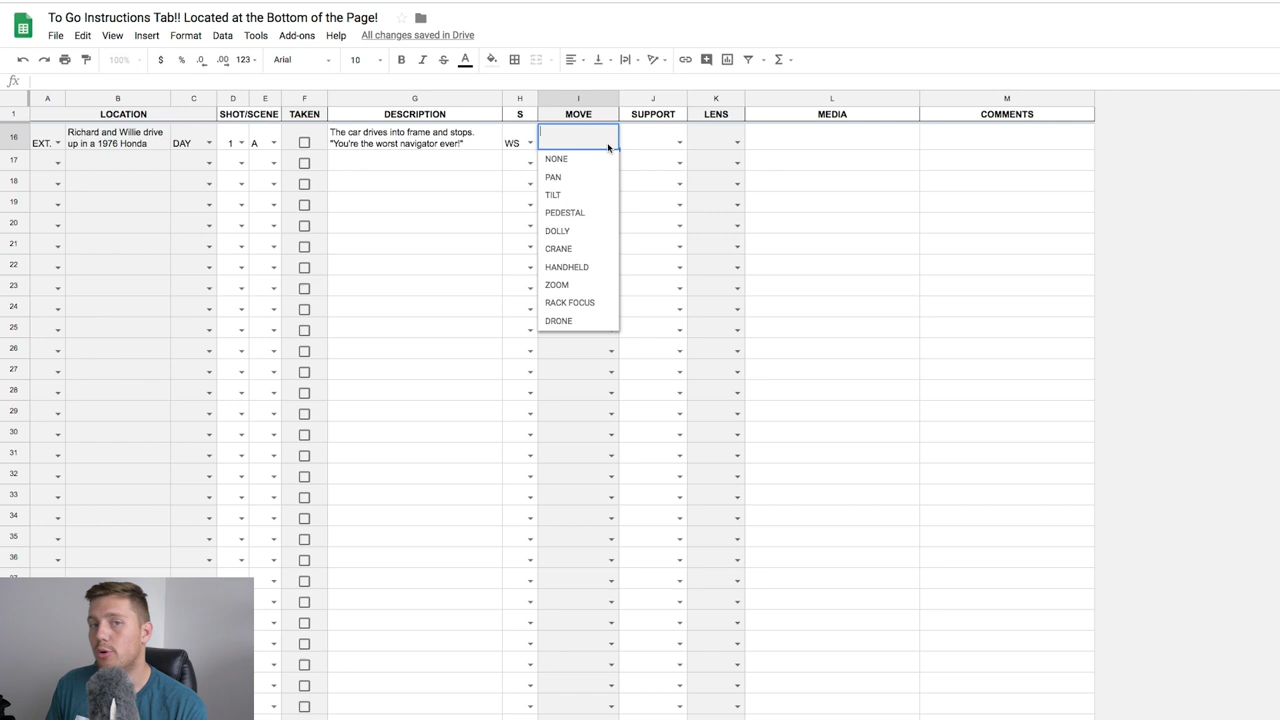 To Go Instructions Tab!! Located at the Bottom of the Page!
File Edit View Insert Format Data Tools Add-ons Help All changes saved in Drive
100% $ % .0 .00 123 Arial 10 B I S A Σ
fx
A B C D E F G H I J K L M
1 LOCATION SHOT/SCENE TAKEN DESCRIPTION S MOVE SUPPORT LENS MEDIA COMMENTS
16 EXT. Richard and Willie drive up in a 1976 Honda DAY 1 A The car drives into frame and stops. "You're the worst navigator ever!" WS
NONE
17
PAN
18
TILT
19
PEDESTAL
20
DOLLY
21
CRANE
22
HANDHELD
23
ZOOM
24
RACK FOCUS
25
DRONE
26
27
28
29
30
31
32
33
34
35
36